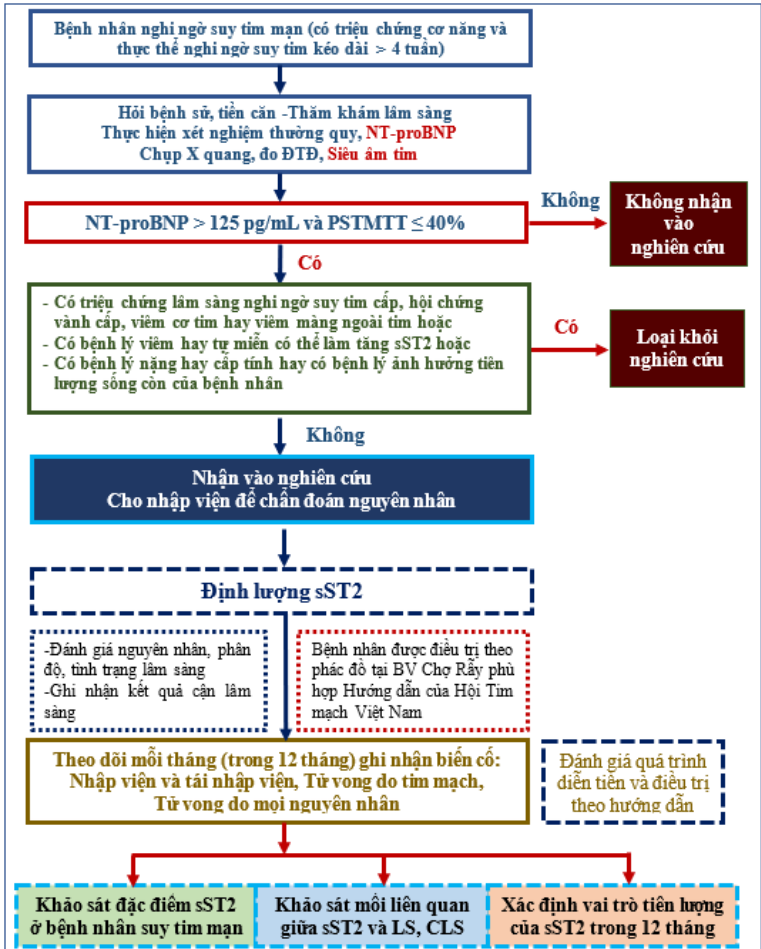 Bệnh nhân nghi ngờ suy tim mạn (có triệu chứng cơ năng và
thực thể nghi ngờ suy tim kéo dài > 4 tuần)
Hỏi bệnh sử, tiền căn -Thăm khám lâm sàng
Thực hiện xét nghiệm thường quy, NT-proBNP
Chụp X quang, đo ĐTĐ, Siêu âm tim
NT-proBNP > 125 pg/mL và PSTMTT ≤ 40%
Không
Không nhận
vào
nghiên cứu
Có
- Có triệu chứng lâm sàng nghi ngờ suy tim cấp, hội chứng
vành cấp, viêm cơ tim hay viêm màng ngoài tim hoặc
- Có bệnh lý viêm hay tự miễn có thể làm tăng sST2 hoặc
- Có bệnh lý nặng hay cấp tính hay có bệnh lý ảnh hưởng tiên
lượng sống còn của bệnh nhân
Có
Loại khỏi
nghiên cứu
Không
Nhận vào nghiên cứu
Cho nhập viện để chẩn đoán nguyên nhân
Định lượng sST2
-Đánh giá nguyên nhân, phân
độ, tình trạng lâm sàng
-Ghi nhận kết quả cận lâm
sàng
Bệnh nhân được điều trị theo
phác đồ tại BV Chợ Rẫy phù
hợp Hướng dẫn của Hội Tim
mạch Việt Nam
Theo dõi mỗi tháng (trong 12 tháng) ghi nhận biến cố:
Nhập viện và tái nhập viện, Tử vong do tim mạch,
Tử vong do mọi nguyên nhân
Đánh giá quá trình
diễn tiến và điều trị
theo hướng dẫn
Khảo sát đặc điểm sST2
ở bệnh nhân suy tim mạn
Khảo sát mối liên quan
giữa sST2 và LS, CLS
Xác định vai trò tiên lượng
của sST2 trong 12 tháng